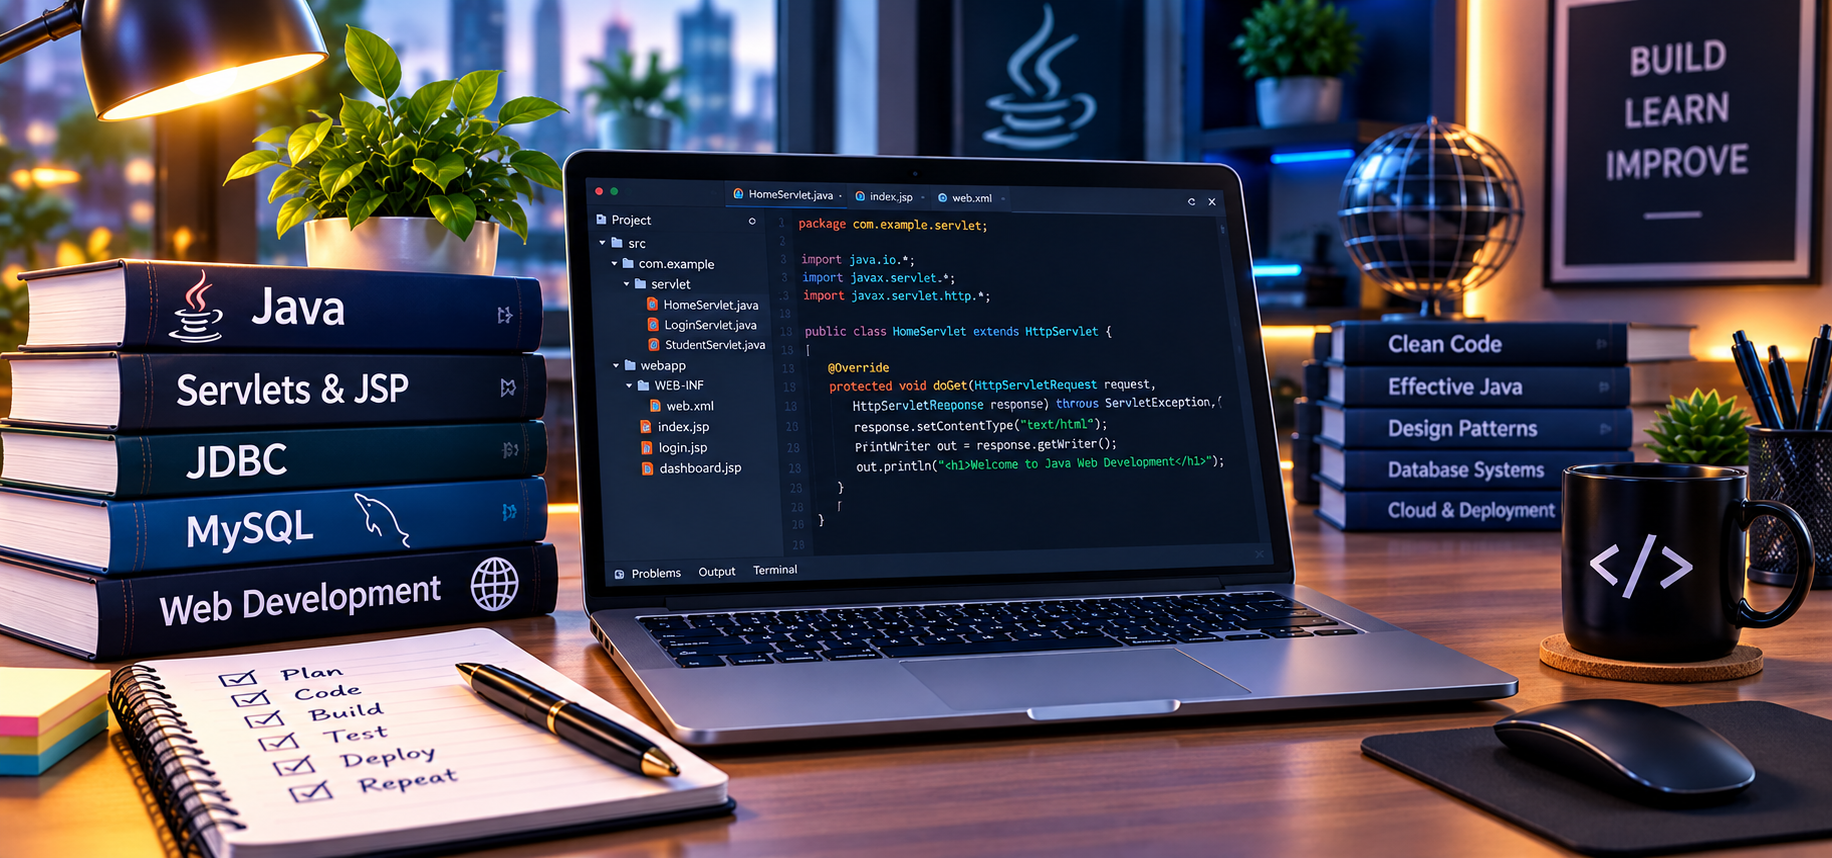 Java
Servlets & JSP
JDBC
MySQL
Web Development
Plan
Code
Build
Test
Deploy
Repeat
HomeServlet.java
index.jsp
web.xml
Project
src
com.example
servlet
HomeServlet.java
LoginServlet.java
StudentServlet.java
webapp
WEB-INF
web.xml
index.jsp
login.jsp
dashboard.jsp
package com.example.servlet;
import java.io.*;
import javax.servlet.*;
import javax.servlet.http.*;
public class HomeServlet extends HttpServlet {
@Override
protected void doGet(HttpServletRequest request,
HttpServletReeponse response) throus ServletException,{
response.setContentType("text/html");
PrintWriter out = response.getWriter();
out.println("<h1>Welcome to Java Web Development</h1>");
}
}
Problems Output Terminal
BUILD
LEARN
IMPROVE
Clean Code
Effective Java
Design Patterns
Database Systems
Cloud & Deployment
</>